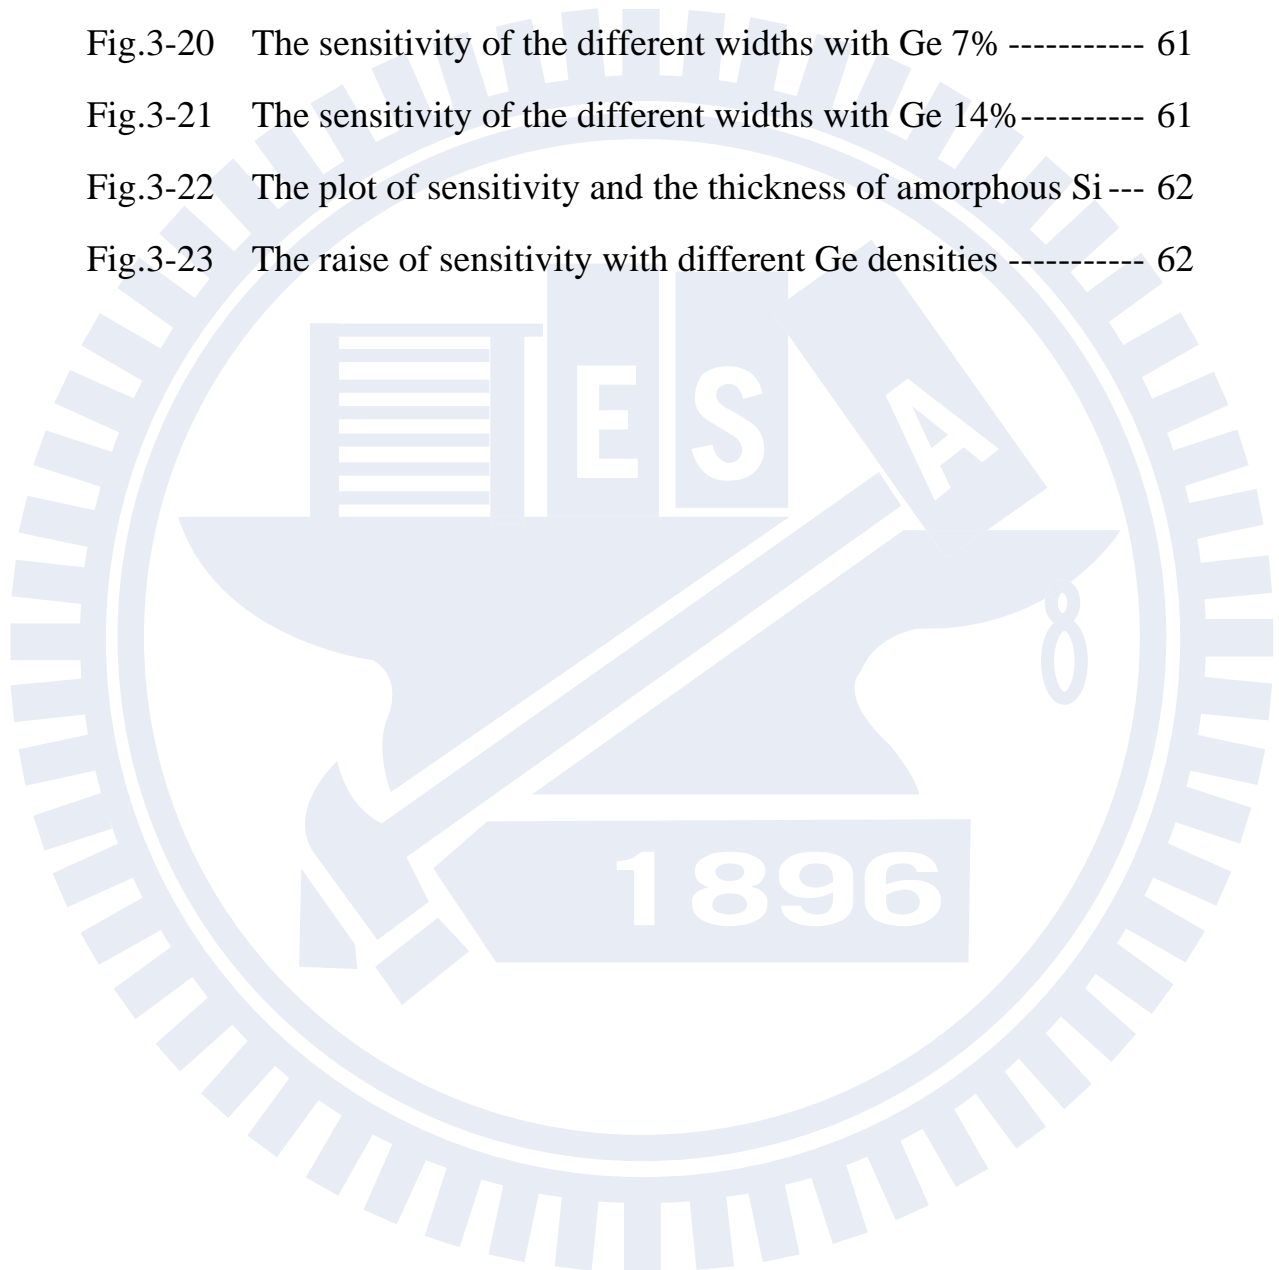 Fig.3-20 The sensitivity of the different widths with Ge 7% ----------- 61
Fig.3-21 The sensitivity of the different widths with Ge 14%---------- 61
Fig.3-22 The plot of sensitivity and the thickness of amorphous Si --- 62
Fig.3-23 The raise of sensitivity with different Ge densities ----------- 62
E S A
8
1896